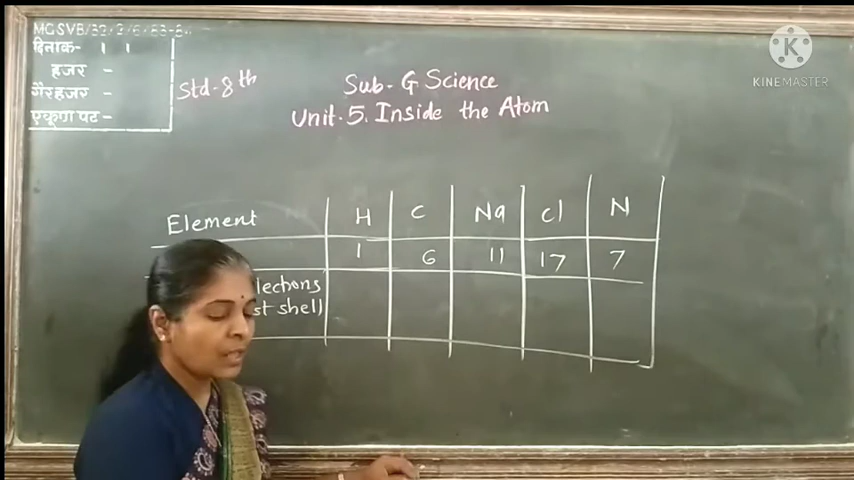 MGSVB/32
दिनांक- । ।
हजर -
गैरहजर -
एकूण पट -
Std-8th
Sub- G Science
Unit-5. Inside the Atom
K
KINEMASTER
Element H C Na Cl N
1 6 11 17 7
lectrons
st shell